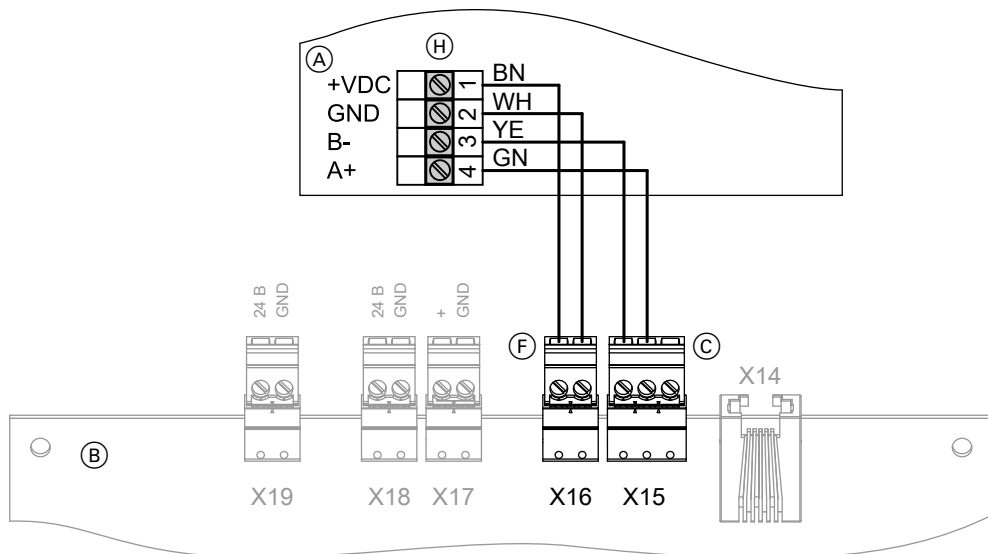 A
H
+VDC 1 BN
GND 2 WH
B- 3 YE
A+ 4 GN
24 В
GND
24 В
GND
+
GND
F
C
X14
B
X19
X18
X17
X16
X15